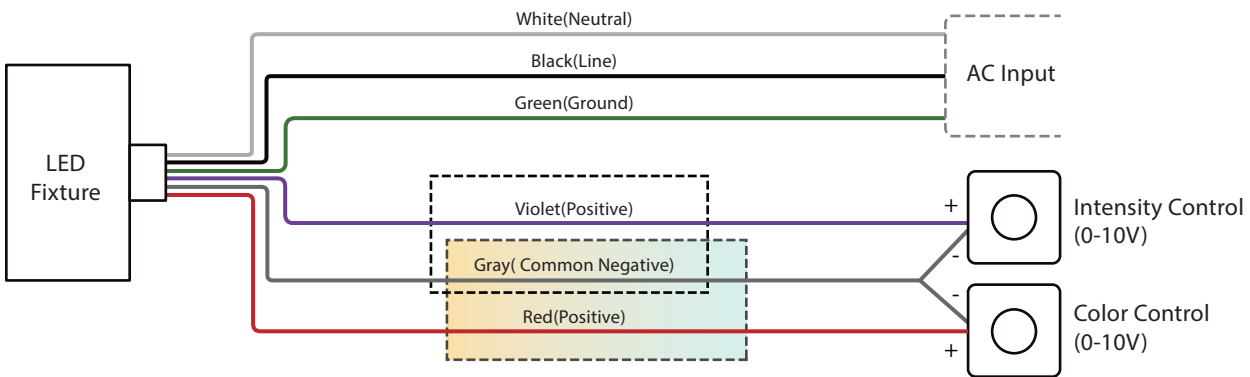 White(Neutral)
Black(Line)
AC Input
Green(Ground)
LED
Fixture
Violet(Positive)
+
Intensity Control
(0-10V)
-
Gray( Common Negative)
-
Red(Positive)
Color Control
(0-10V)
+